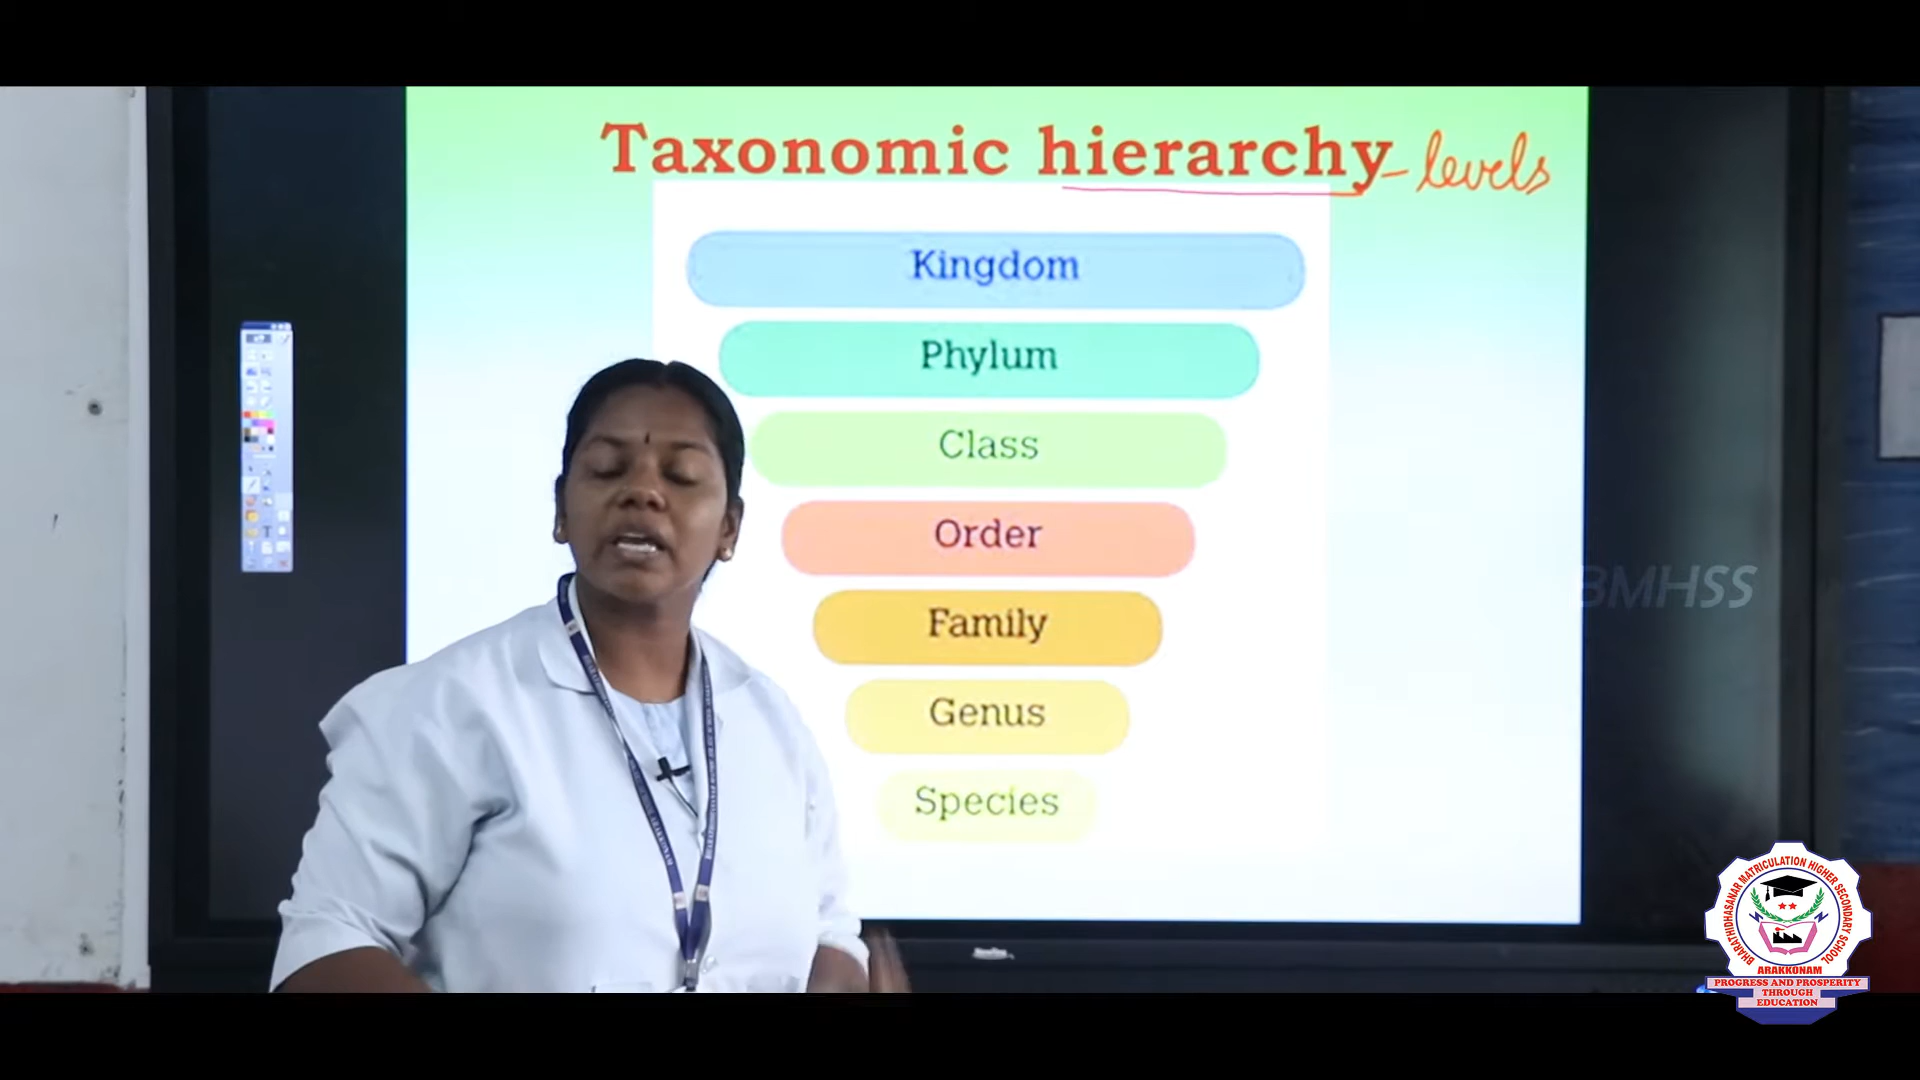 Taxonomic hierarchy - levels
Kingdom
Phylum
Class
Order
Family
Genus
Species
BMHSS
BHARATHIDHASANAR MATRICULATION HIGHER SECONDARY SCHOOL
ARAKKONAM
PROGRESS AND PROSPERITY
THROUGH
EDUCATION